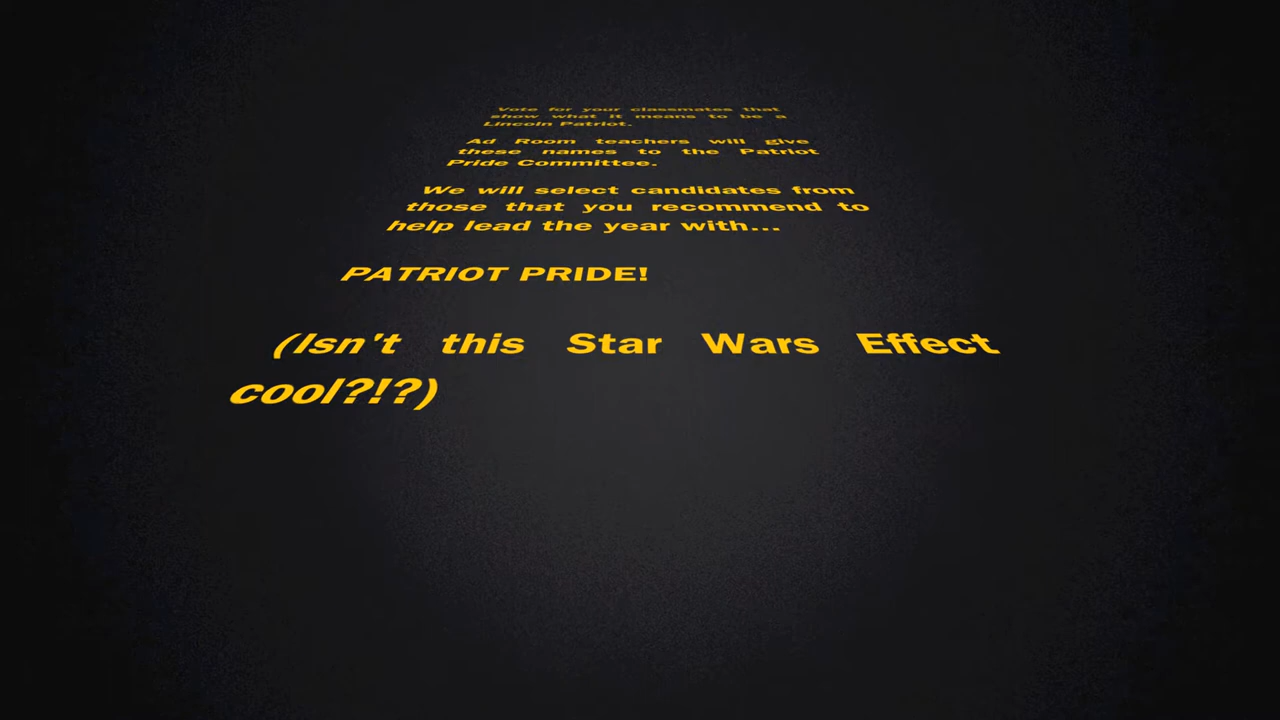 Vote for your classmates that
show what it means to be a
Lincoln Patriot.
Ad Room teachers will give
these names to the Patriot
Pride Committee.
We will select candidates from
those that you recommend to
help lead the year with...
PATRIOT PRIDE!
(Isn't this Star Wars Effect
cool?!?)